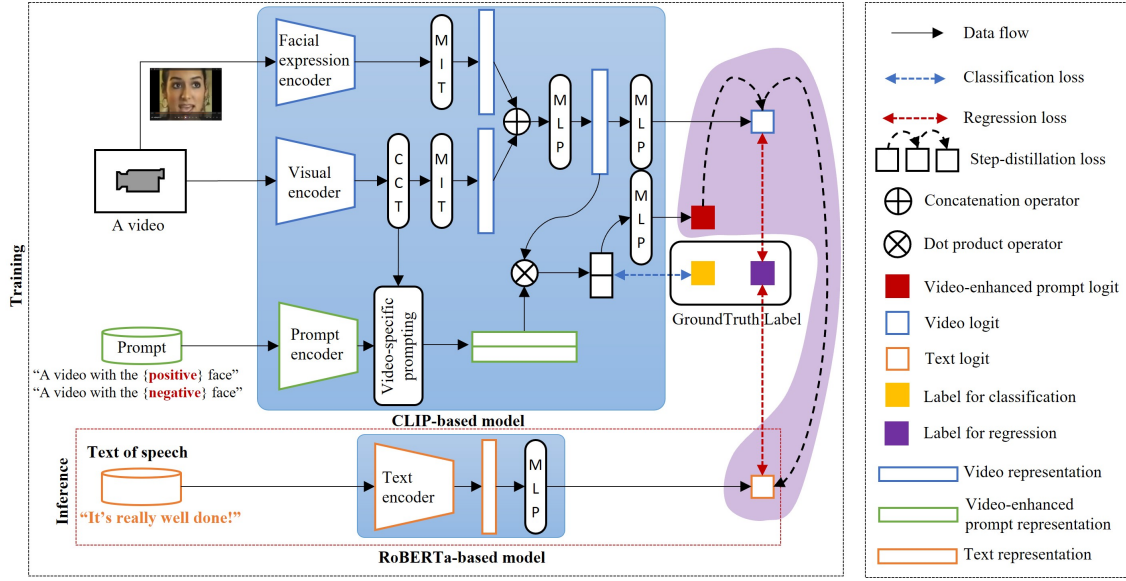 Training
Facial
expression
encoder
M
I
T
M
L
P
M
L
P
A video
Visual
encoder
C
C
T
M
I
T
M
L
P
GroundTruth Label
Prompt
Prompt
encoder
Video-specific
prompting
“A video with the {positive} face”
“A video with the {negative} face”
CLIP-based model
Inference
Text of speech
“It’s really well done!”
Text
encoder
M
L
P
RoBERTa-based model
Data flow
Classification loss
Regression loss
Step-distillation loss
Concatenation operator
Dot product operator
Video-enhanced prompt logit
Video logit
Text logit
Label for classification
Label for regression
Video representation
Video-enhanced
prompt representation
Text representation